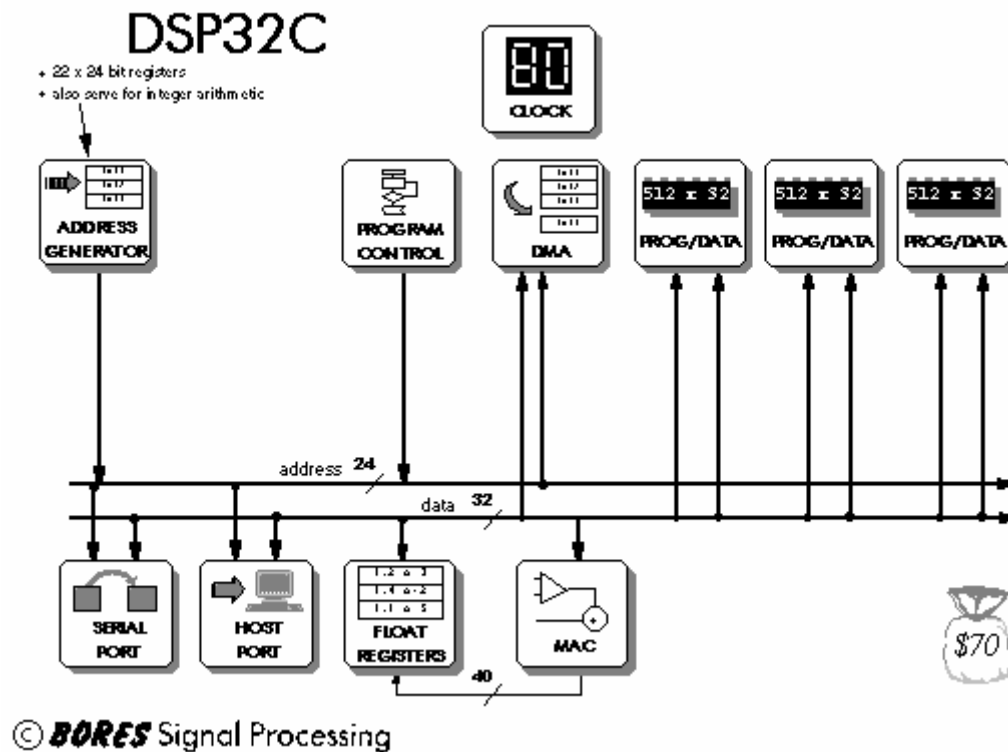 DSP32C
+ 22 x 24 bit registers
+ also serve for integer arithmetic
80
CLOCK
ADDRESS
GENERATOR
PROGRAM
CONTROL
DMA
512 x 32
PROG/DATA
512 x 32
PROG/DATA
512 x 32
PROG/DATA
address 24
data 32
SERIAL
PORT
HOST
PORT
FLOAT
REGISTERS
MAC
40
$70
© BORES Signal Processing